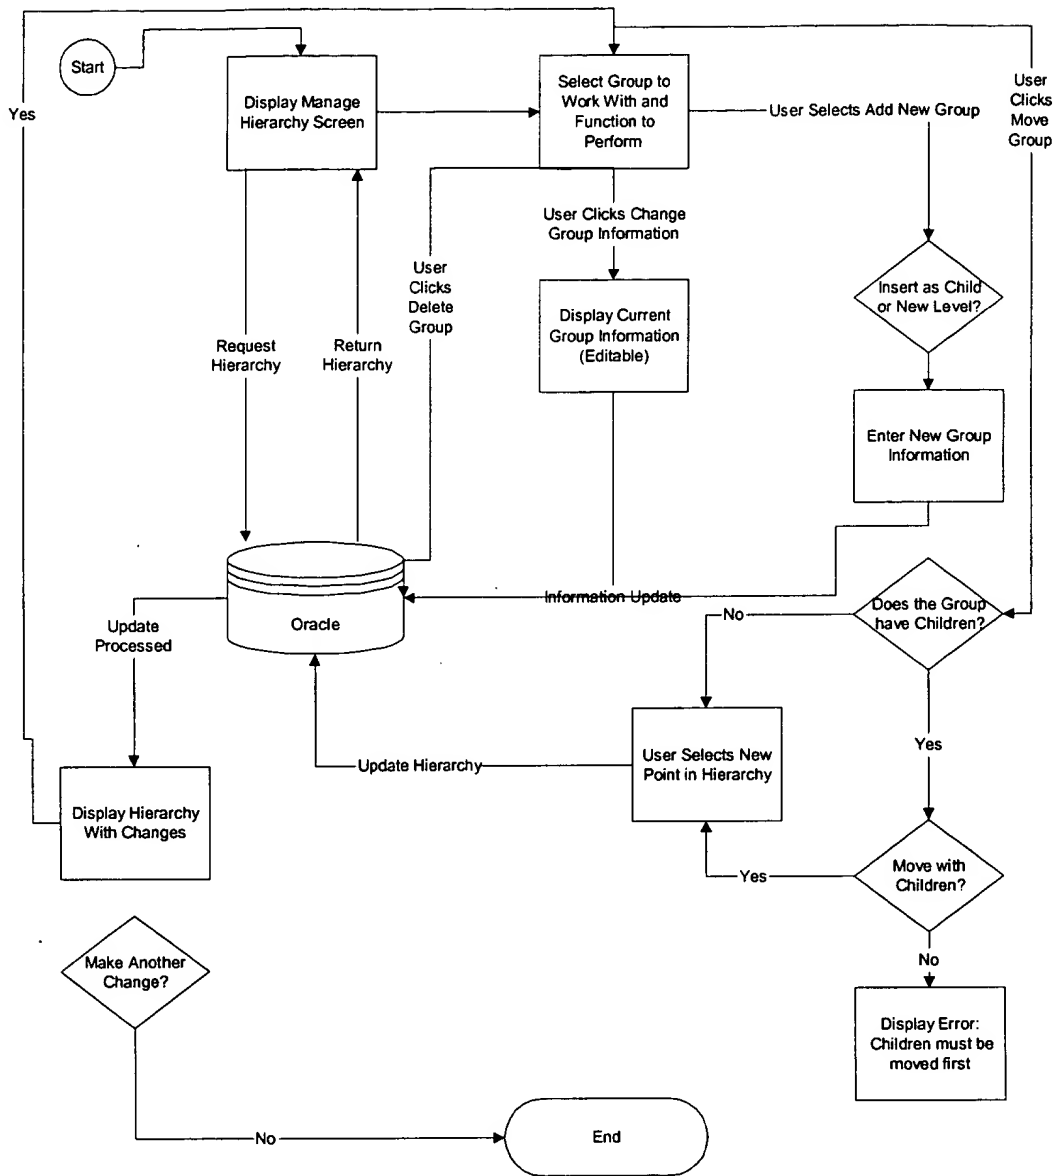 Start
Yes
Display Manage
Hierarchy Screen
Select Group to
Work With and
Function to
Perform
User Selects Add New Group
User
Clicks
Move
Group
User Clicks Change
Group Information
User
Clicks
Delete
Group
Insert as Child
or New Level?
Display Current
Group Information
(Editable)
Request
Hierarchy
Return
Hierarchy
Enter New Group
Information
Information Update
Oracle
Does the Group
have Children?
No
Update
Processed
Yes
User Selects New
Point in Hierarchy
Update Hierarchy
Display Hierarchy
With Changes
Move with
Children?
Yes
No
Make Another
Change?
Display Error:
Children must be
moved first
No
End